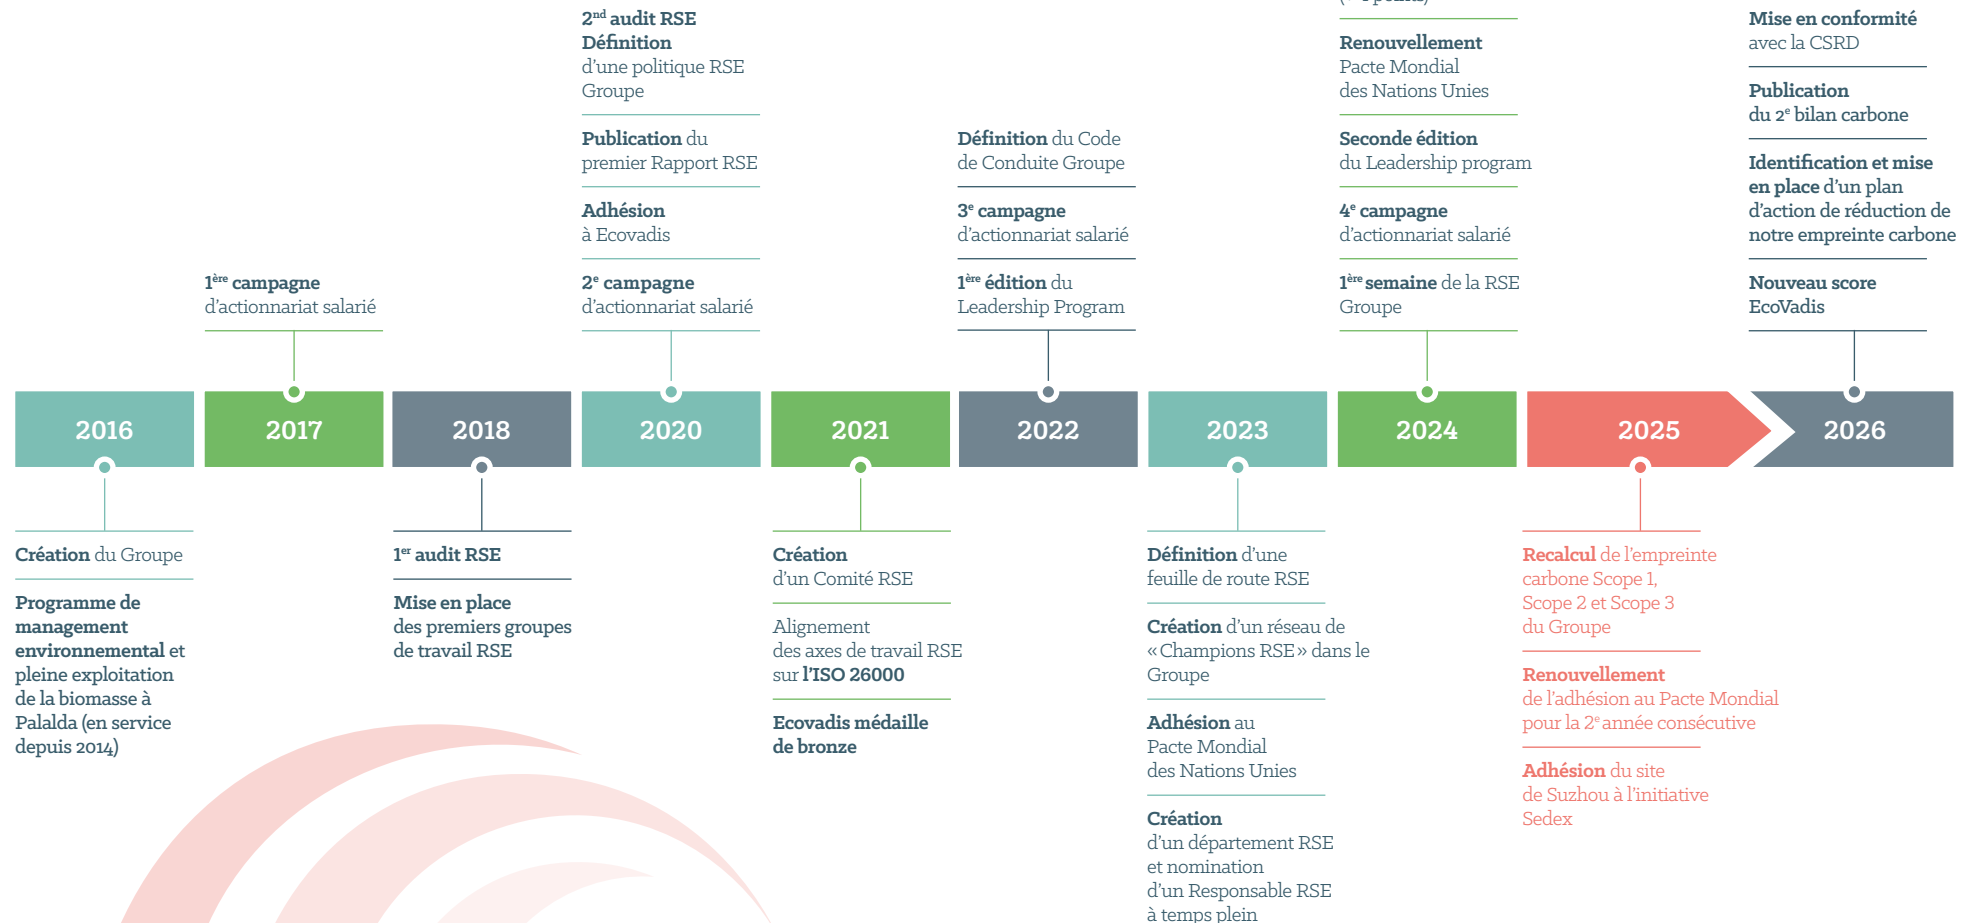 2nd audit RSE
Définition
d'une politique RSE
Groupe
Publication du
premier Rapport RSE
Adhésion
à Ecovadis
2e campagne
d'actionnariat salarié
1ère campagne
d'actionnariat salarié
Définition du Code
de Conduite Groupe
3e campagne
d'actionnariat salarié
1ère édition du
Leadership Program
Renouvellement
Pacte Mondial
des Nations Unies
Seconde édition
du Leadership program
4e campagne
d'actionnariat salarié
1ère semaine de la RSE
Groupe
Mise en conformité
avec la CSRD
Publication
du 2e bilan carbone
Identification et mise
en place d'un plan
d'action de réduction de
notre empreinte carbone
Nouveau score
EcoVadis
2016
2017
2018
2020
2021
2022
2023
2024
2025
2026
Création du Groupe
Programme de
management
environnemental et
pleine exploitation
de la biomasse à
Palalda (en service
depuis 2014)
1er audit RSE
Mise en place
des premiers groupes
de travail RSE
Création
d'un Comité RSE
Alignement
des axes de travail RSE
sur l'ISO 26000
Ecovadis médaille
de bronze
Définition d'une
feuille de route RSE
Création d'un réseau de
«Champions RSE» dans le
Groupe
Adhésion au
Pacte Mondial
des Nations Unies
Création
d'un département RSE
et nomination
d'un Responsable RSE
à temps plein
Recalcul de l'empreinte
carbone Scope 1,
Scope 2 et Scope 3
du Groupe
Renouvellement
de l'adhésion au Pacte Mondial
pour la 2e année consécutive
Adhésion du site
de Suzhou à l'initiative
Sedex